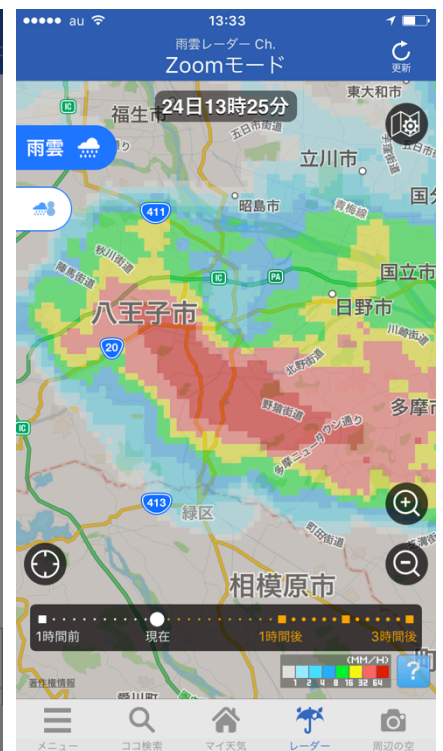 au 13:33
雨雲レーダー Ch.
Zoomモード
更新
東大和市
IC
福生市
24日13時25分
五日市街道
雨雲
立川市
昭島市
青梅線
411
秋川街道
陣馬街道
IC
PA
国立市
八王子市
日野市
川崎街道
20
北野街道
野猿街道
多摩市
IC
多摩ニュータウン通り
413
緑区
町田街道
相模原市
1時間前 現在 1時間後 3時間後
(MM/H)
1 2 4 8 16 32 64
?
著作権情報
愛川町
メニュー ココ検索 マイ天気 レーダー 周辺の空